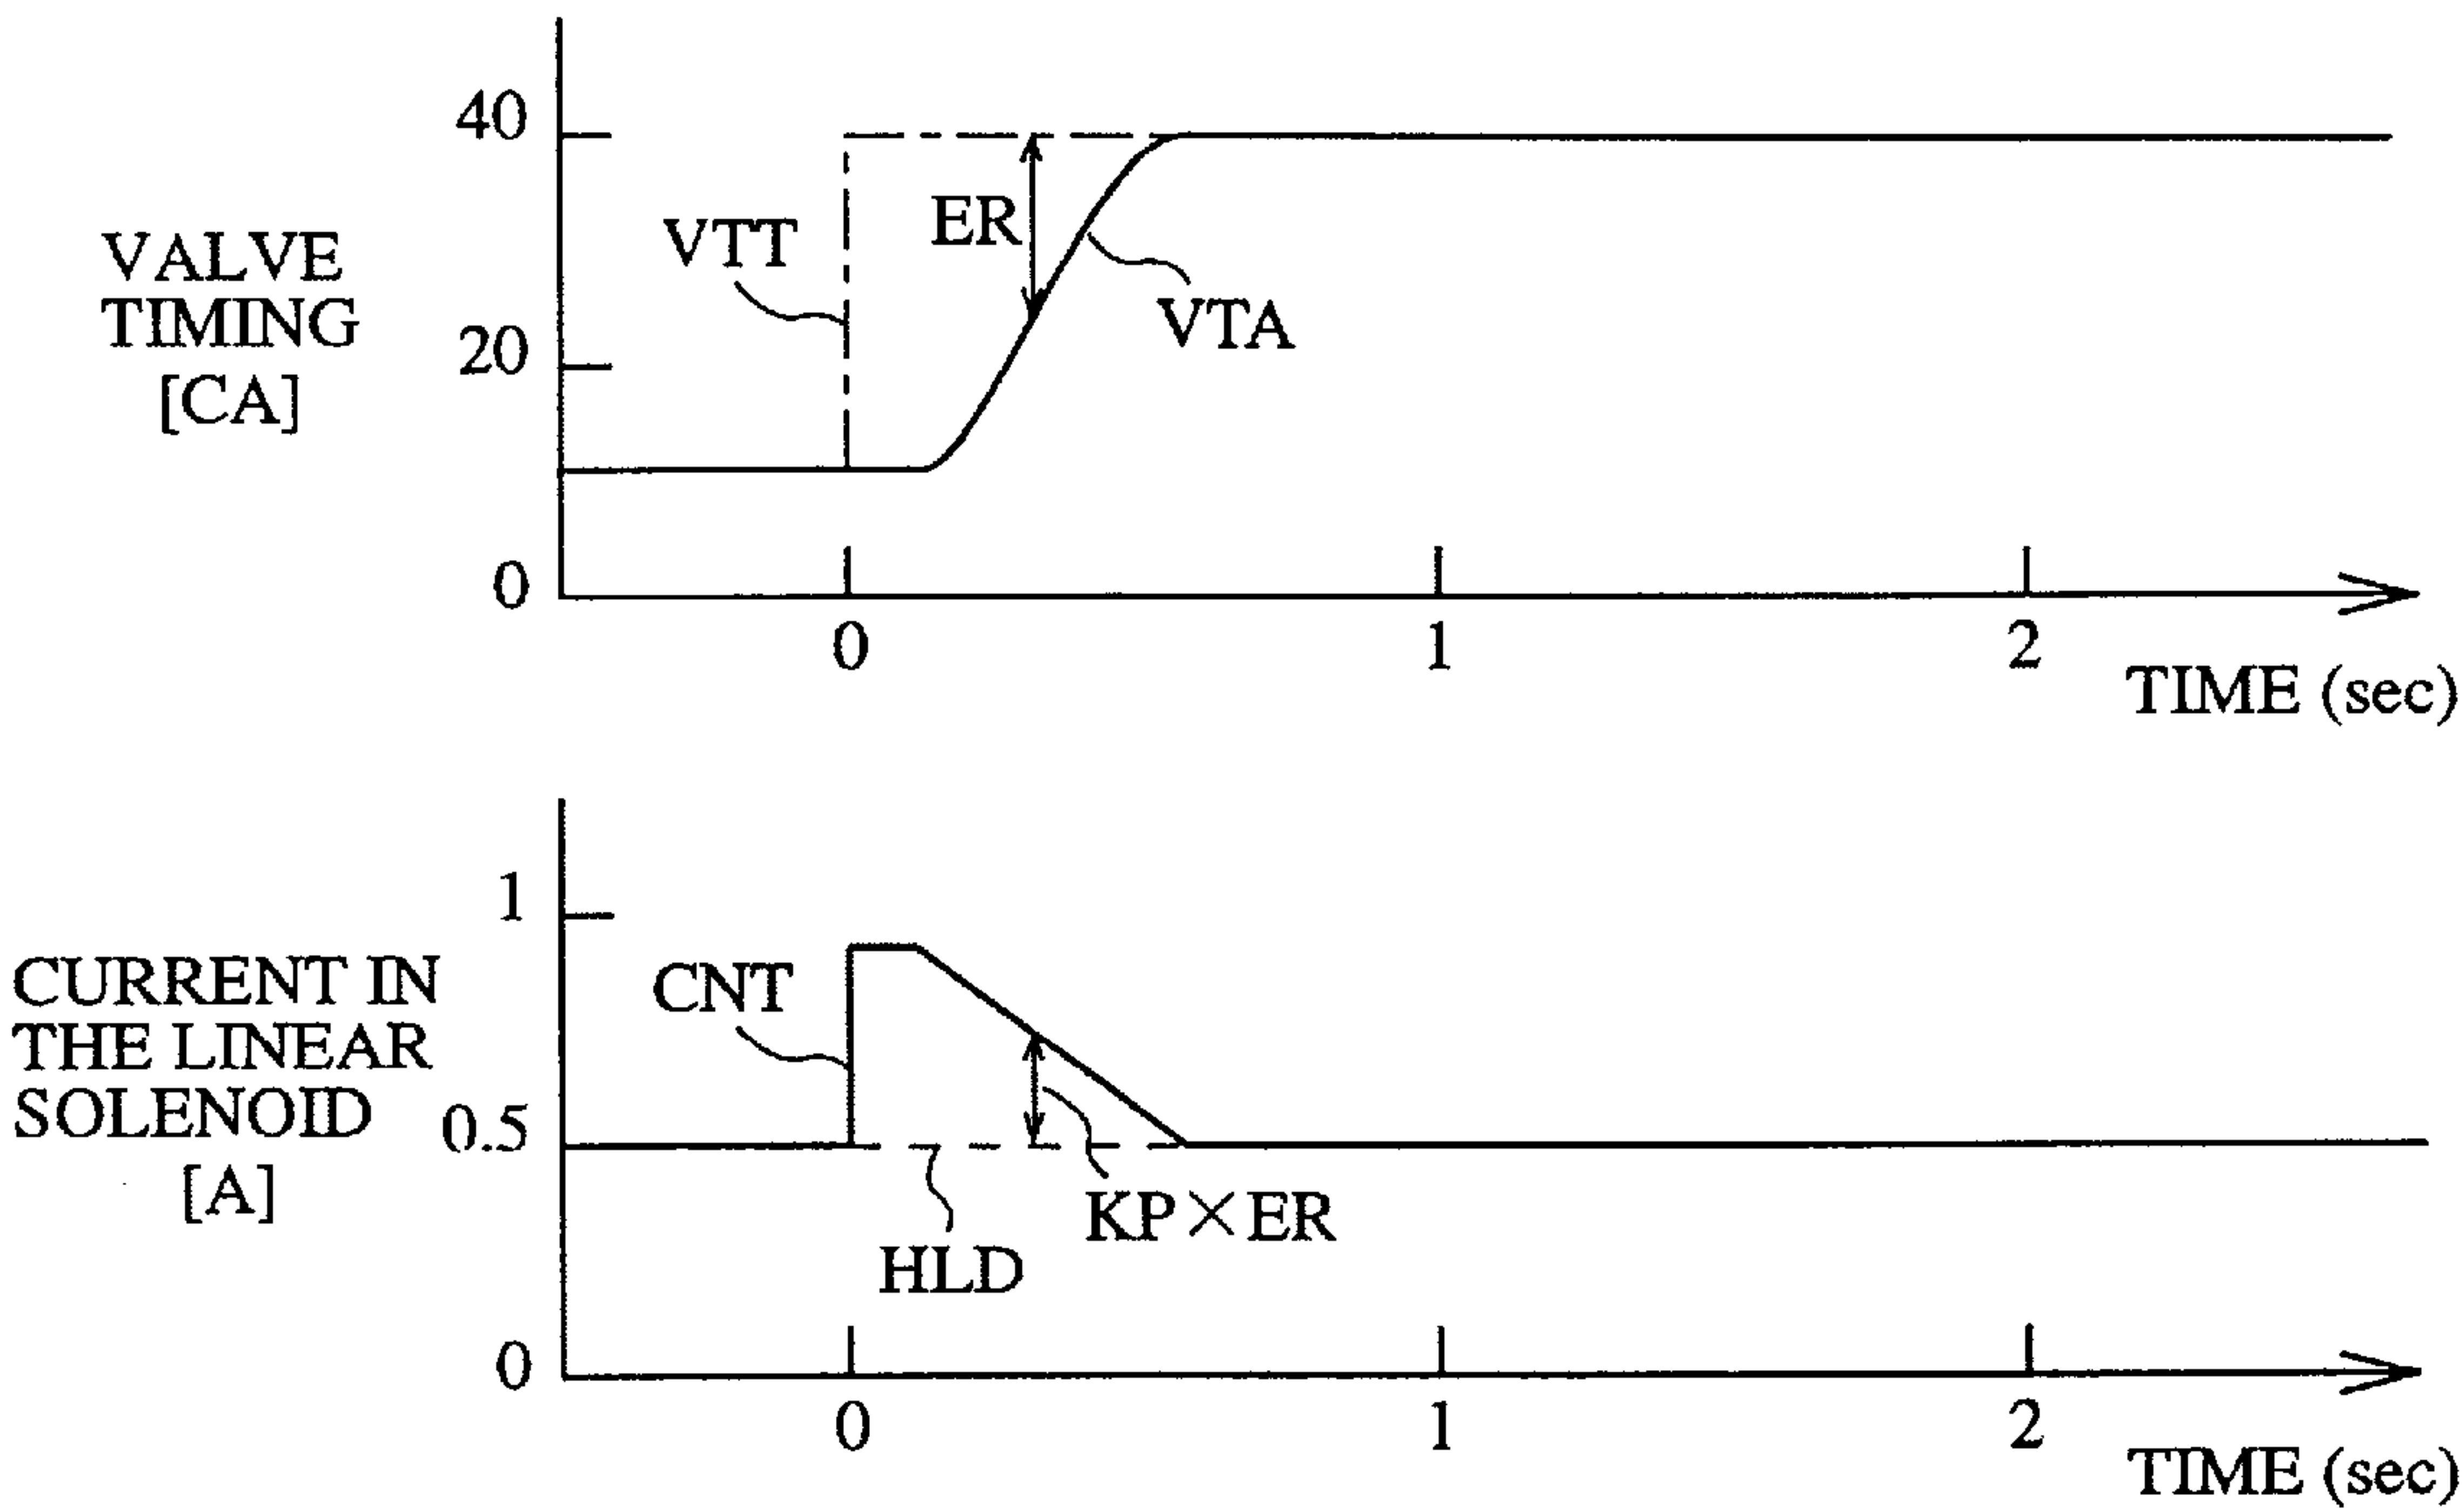 40
VTT
ER
VALVE
TIMING
[CA]
VTA
20
0
0
1
2
TIME (sec)
1
CURRENT IN
THE LINEAR
SOLENOID
[A]
CNT
0.5
KP×ER
HLD
0
0
1
2
TIME (sec)